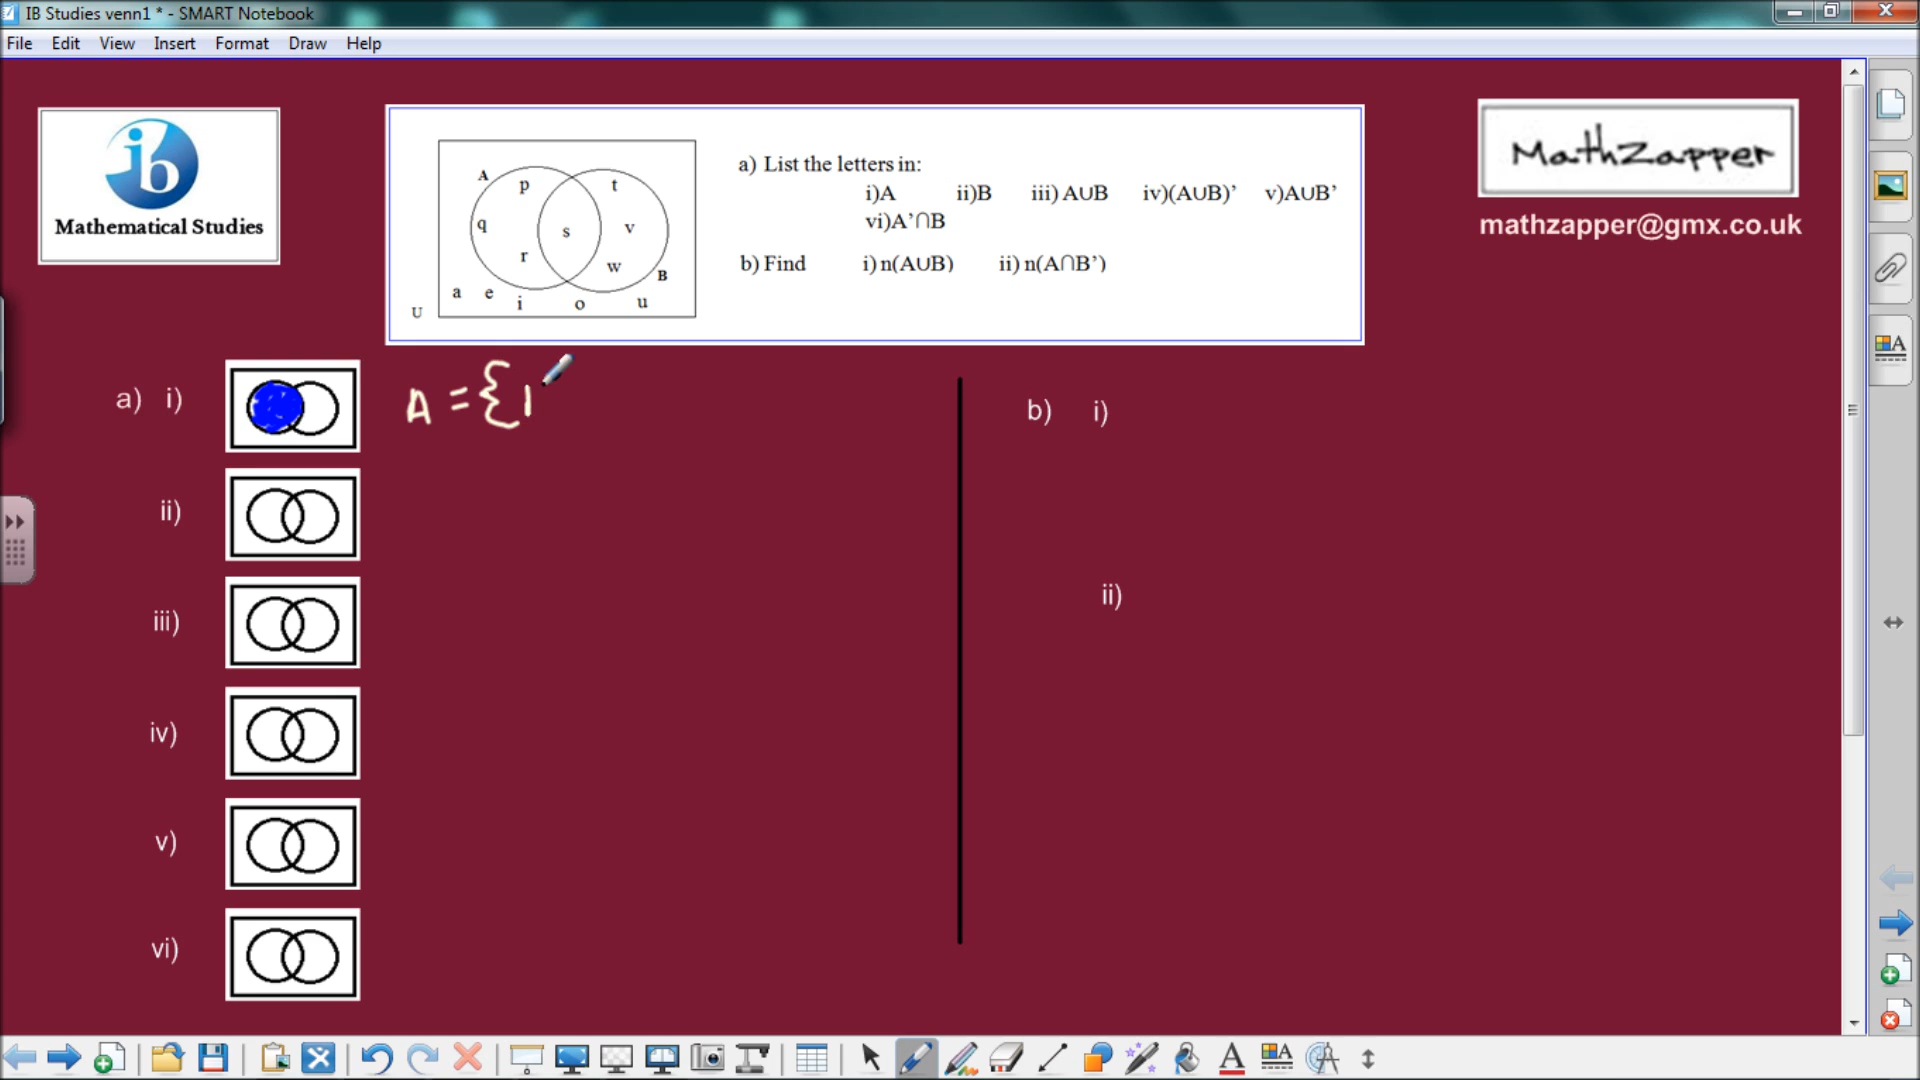 IB Studies venn1 * - SMART Notebook
File Edit View Insert Format Draw Help
ib
Mathematical Studies
A p t
q s v
r w B
a e i o u
U
a) List the letters in:
i)A ii)B iii) A∪B iv)(A∪B)’ v)A∪B’
vi)A’∩B
b) Find i) n(A∪B) ii) n(A∩B’)
MathZapper
mathzapper@gmx.co.uk
a) i) A = {
ii)
iii)
iv)
v)
vi)
b) i)
ii)